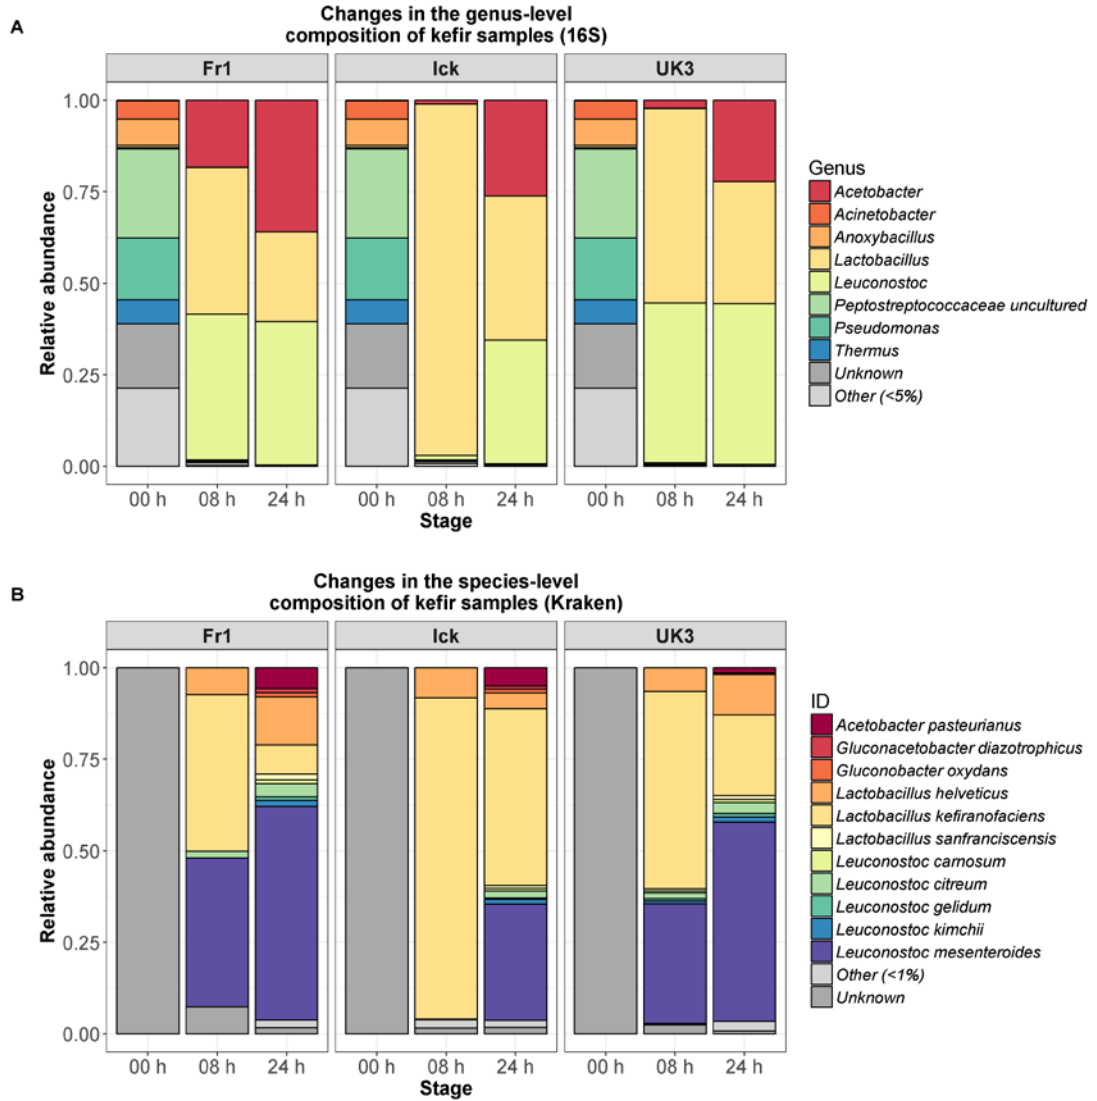 A
Changes in the genus-level
composition of kefir samples (16S)
Fr1
Ick
UK3
1.00
0.75
0.50
0.25
0.00
Relative abundance
00 h 08 h 24 h
00 h 08 h 24 h
00 h 08 h 24 h
Stage
Genus
Acetobacter
Acinetobacter
Anoxybacillus
Lactobacillus
Leuconostoc
Peptostreptococcaceae uncultured
Pseudomonas
Thermus
Unknown
Other (<5%)
B
Changes in the species-level
composition of kefir samples (Kraken)
Fr1
Ick
UK3
1.00
0.75
0.50
0.25
0.00
Relative abundance
00 h 08 h 24 h
00 h 08 h 24 h
00 h 08 h 24 h
Stage
ID
Acetobacter pasteurianus
Gluconacetobacter diazotrophicus
Gluconobacter oxydans
Lactobacillus helveticus
Lactobacillus kefiranofaciens
Lactobacillus sanfranciscensis
Leuconostoc carnosum
Leuconostoc citreum
Leuconostoc gelidum
Leuconostoc kimchii
Leuconostoc mesenteroides
Other (<1%)
Unknown